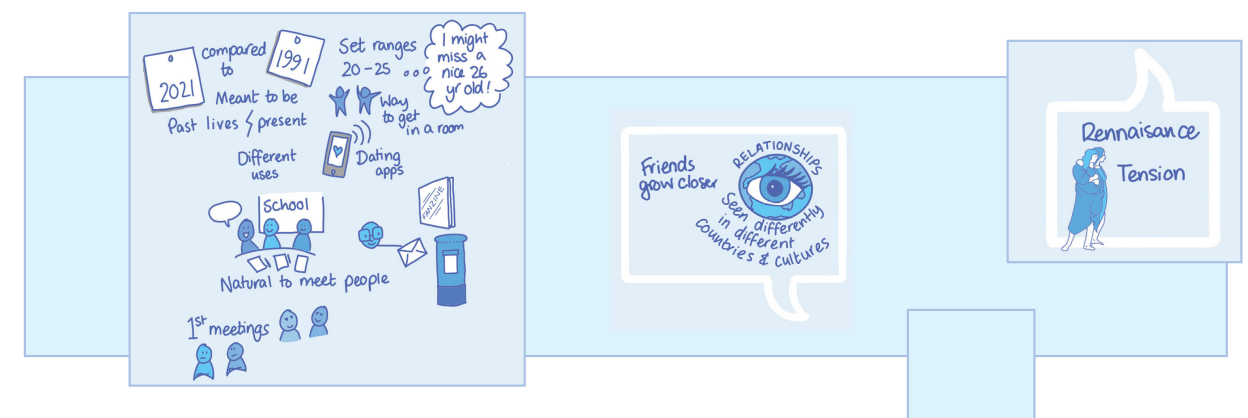 2021
compared
to
1991
Set ranges
20-25 ...
I might
miss a
nice 26
yr old!
Meant to be
Past lives / present
Way
to get
in a room
Different
uses
Dating
apps
School
FANZINE
Natural to meet people
1st meetings
Friends
grow closer
RELATIONSHIPS
Seen differently
in different
countries & cultures
Rennaisance
Tension